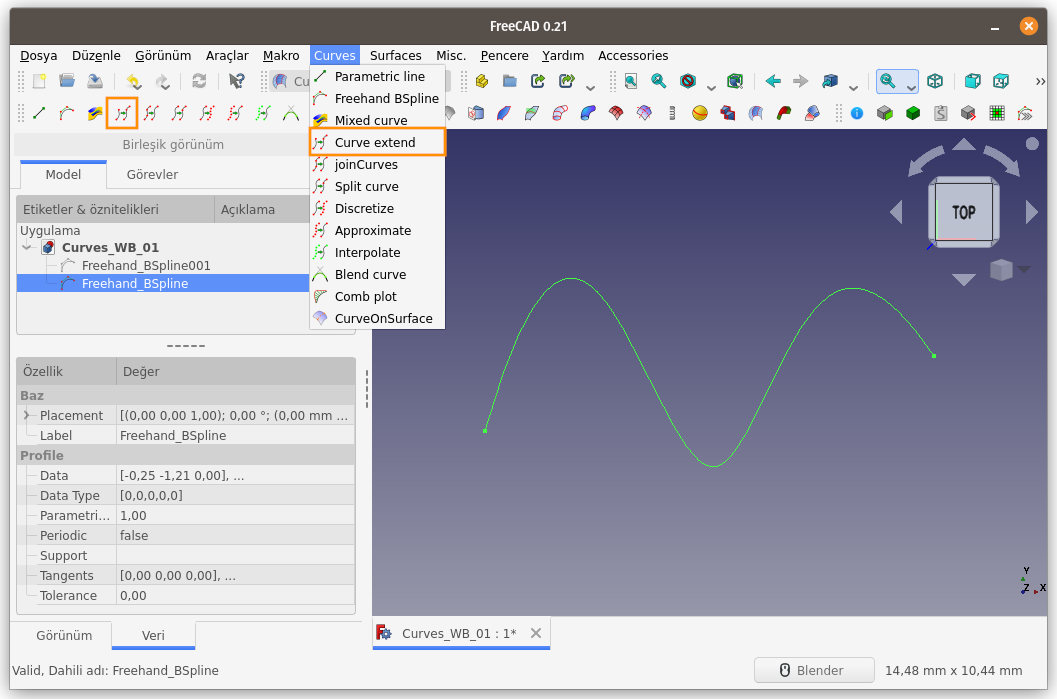 FreeCAD 0.21
Dosya Düzenle Görünüm Araçlar Makro Curves Surfaces Misc. Pencere Yardım Accessories
Cu
Parametric line
Freehand BSpline
Mixed curve
Curve extend
joinCurves
Split curve
Discretize
Approximate
Interpolate
Blend curve
Comb plot
CurveOnSurface
Birleşik görünüm
Model Görevler
Etiketler & öznitelikleri Açıklama
Uygulama
Curves_WB_01
Freehand_BSpline001
Freehand_BSpline
Özellik Değer
Baz
Placement [(0,00 0,00 1,00); 0,00 °; (0,00 mm ...
Label Freehand_BSpline
Profile
Data [-0,25 -1,21 0,00], ...
Data Type [0,0,0,0,0]
Parametri... 1,00
Periodic false
Support
Tangents [0,00 0,00 0,00], ...
Tolerance 0,00
Görünüm Veri
TOP
Y
Z X
Curves_WB_01 : 1*
Valid, Dahili adı: Freehand_BSpline
Blender 14,48 mm x 10,44 mm